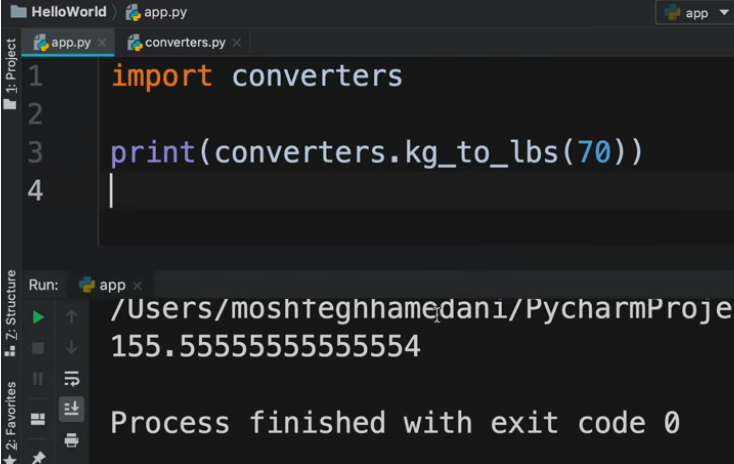 HelloWorld app.py app
app.py converters.py
1: Project
1 import converters
2
3 print(converters.kg_to_lbs(70))
4
Run: app
Z: Structure
/Users/moshfeghhamedani/PycharmProje
155.55555555555554
2: Favorites
Process finished with exit code 0